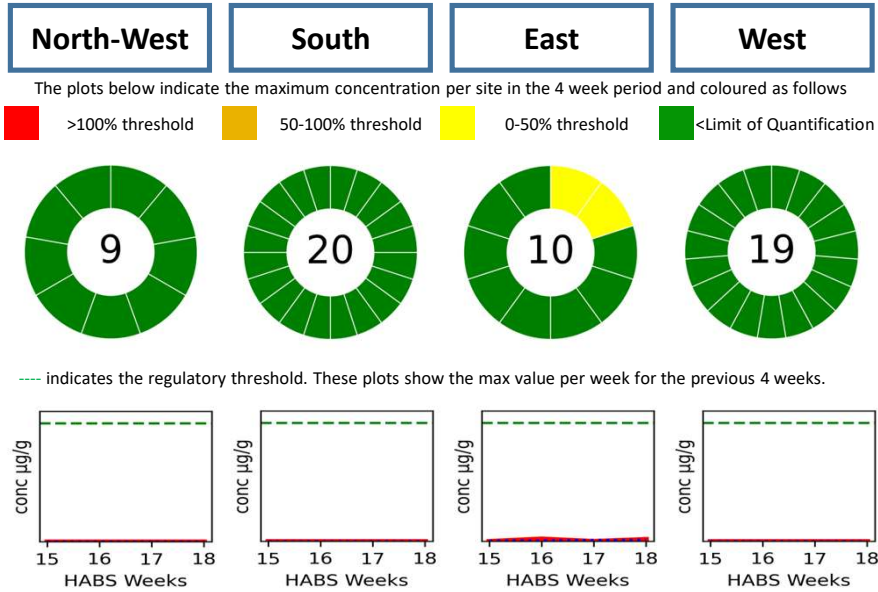 North-West South East West
The plots below indicate the maximum concentration per site in the 4 week period and coloured as follows
>100% threshold 50-100% threshold 0-50% threshold <Limit of Quantification
9 20 10 19
---- indicates the regulatory threshold. These plots show the max value per week for the previous 4 weeks.
conc µg/g conc µg/g conc µg/g conc µg/g
15 16 17 18 15 16 17 18 15 16 17 18 15 16 17 18
HABS Weeks HABS Weeks HABS Weeks HABS Weeks